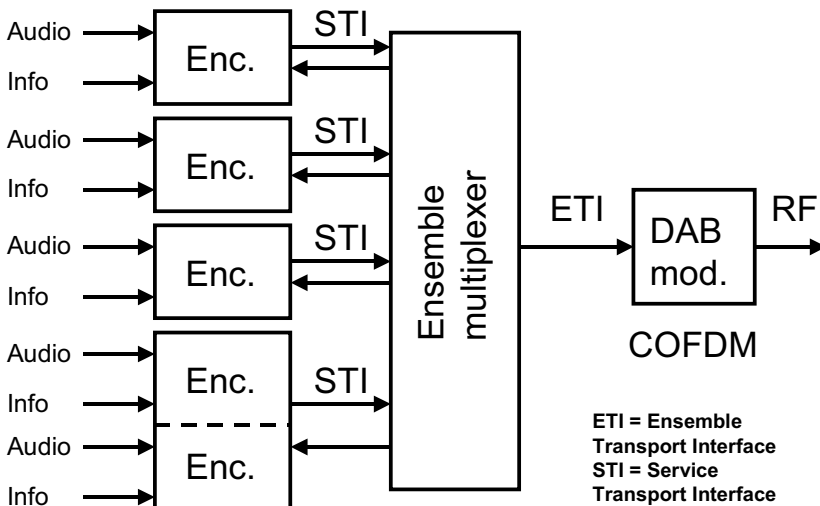 Audio
Info
Enc.
STI
Audio
Info
Enc.
STI
Audio
Info
Enc.
STI
Audio
Info
Enc.
STI
Audio
Info
Enc.
Ensemble
multiplexer
ETI
DAB
mod.
RF
COFDM
ETI = Ensemble
Transport Interface
STI = Service
Transport Interface